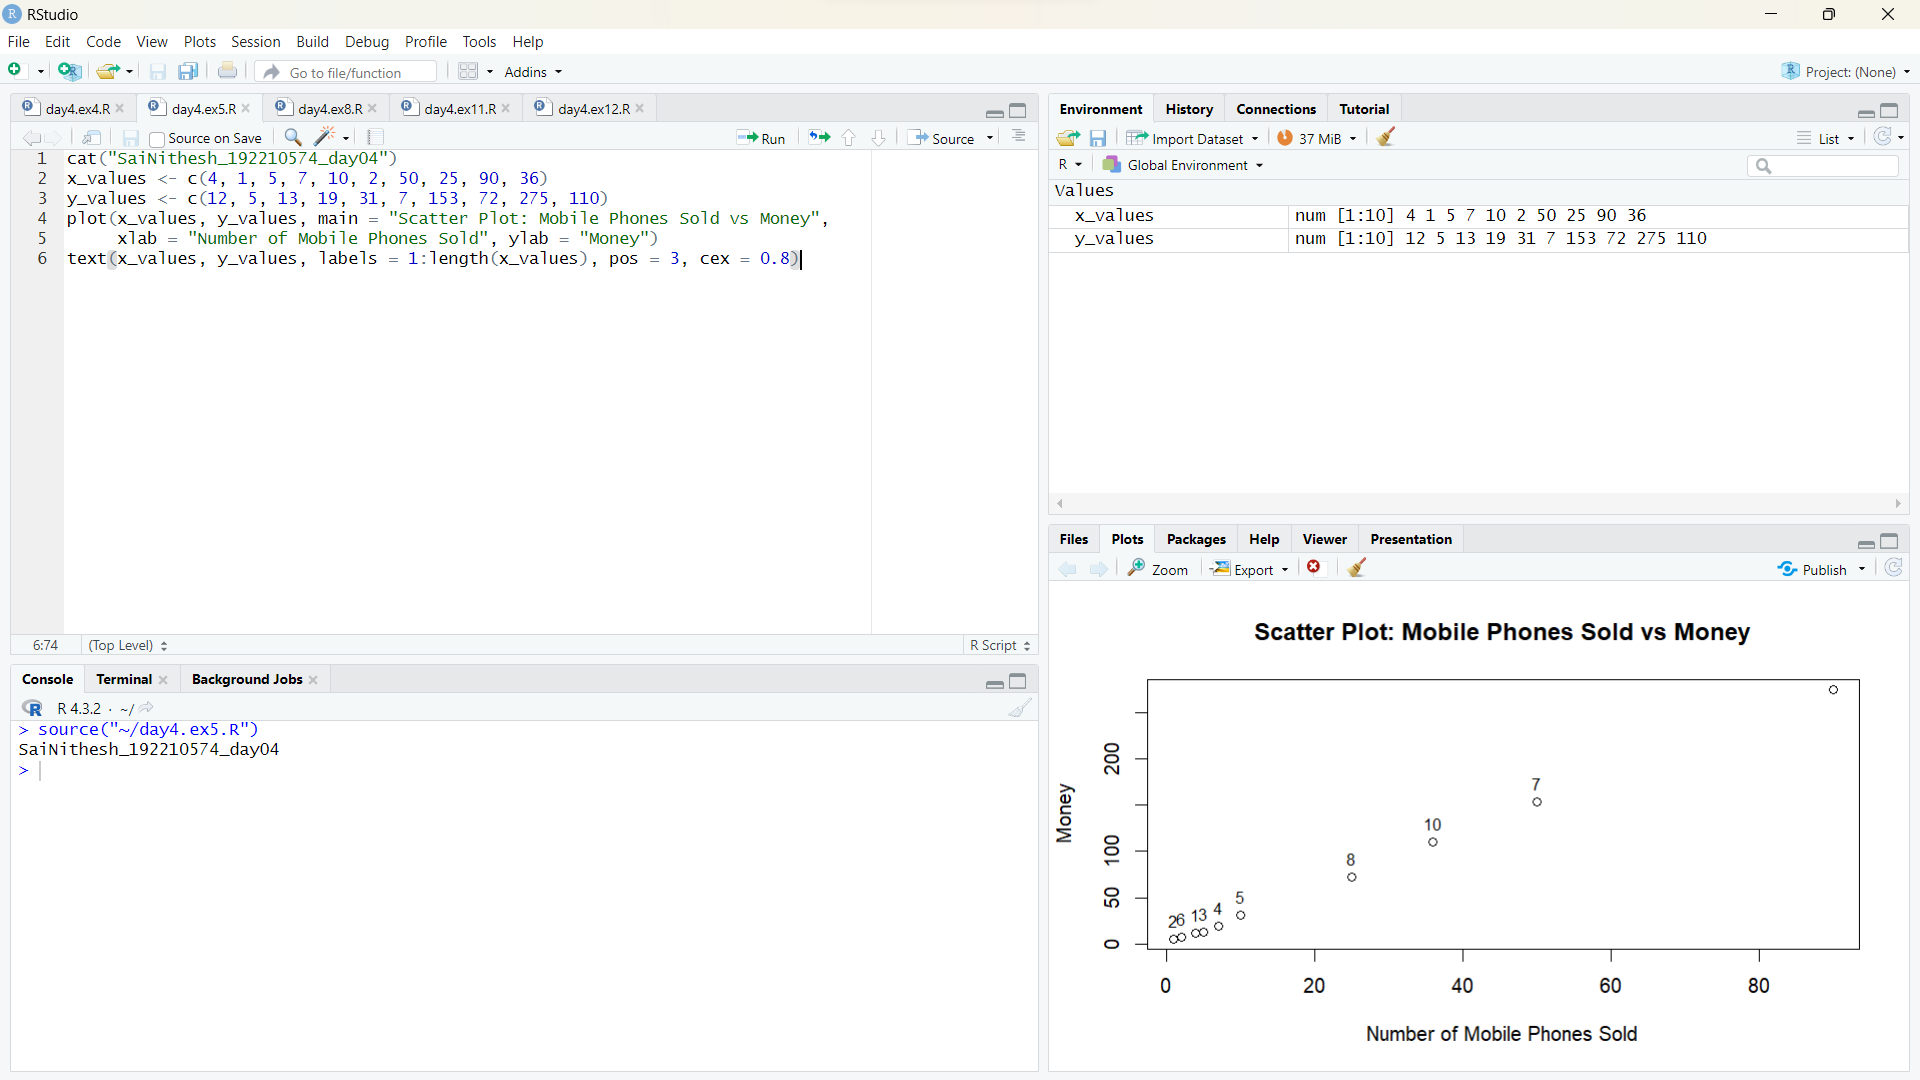 RStudio
File Edit Code View Plots Session Build Debug Profile Tools Help
Go to file/function Addins Project: (None)
day4.ex4.R day4.ex5.R day4.ex8.R day4.ex11.R day4.ex12.R
Source on Save Run Source
1 cat("SaiNithesh_192210574_day04")
2 x_values <- c(4, 1, 5, 7, 10, 2, 50, 25, 90, 36)
3 y_values <- c(12, 5, 13, 19, 31, 7, 153, 72, 275, 110)
4 plot(x_values, y_values, main = "Scatter Plot: Mobile Phones Sold vs Money",
5 xlab = "Number of Mobile Phones Sold", ylab = "Money")
6 text(x_values, y_values, labels = 1:length(x_values), pos = 3, cex = 0.8)
6:74 (Top Level) R Script
Console Terminal Background Jobs
R 4.3.2 · ~/
> source("~/day4.ex5.R")
SaiNithesh_192210574_day04
>
Environment History Connections Tutorial
Import Dataset 37 MiB List
R Global Environment
Values
x_values num [1:10] 4 1 5 7 10 2 50 25 90 36
y_values num [1:10] 12 5 13 19 31 7 153 72 275 110
Files Plots Packages Help Viewer Presentation
Zoom Export Publish
Scatter Plot: Mobile Phones Sold vs Money
Money
200
100
50
0
7
10
8
5
26 13 4
0 20 40 60 80
Number of Mobile Phones Sold